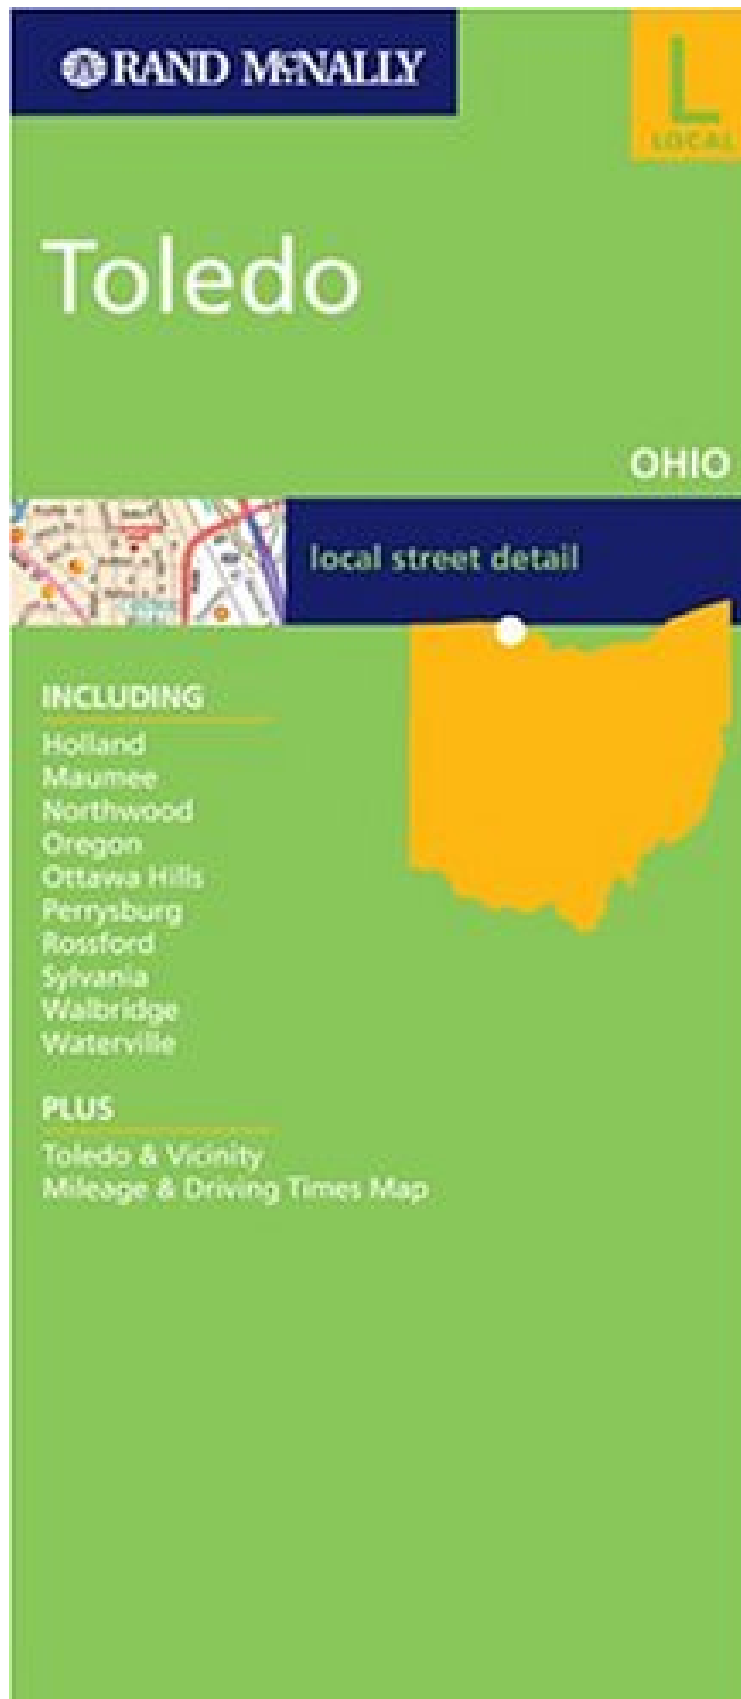 RAND McNALLY
L
LOCAL
Toledo
OHIO
local street detail
INCLUDING
Holland
Maumee
Northwood
Oregon
Ottawa Hills
Perrysburg
Rossford
Sylvania
Walbridge
Waterville
PLUS
Toledo & Vicinity
Mileage & Driving Times Map